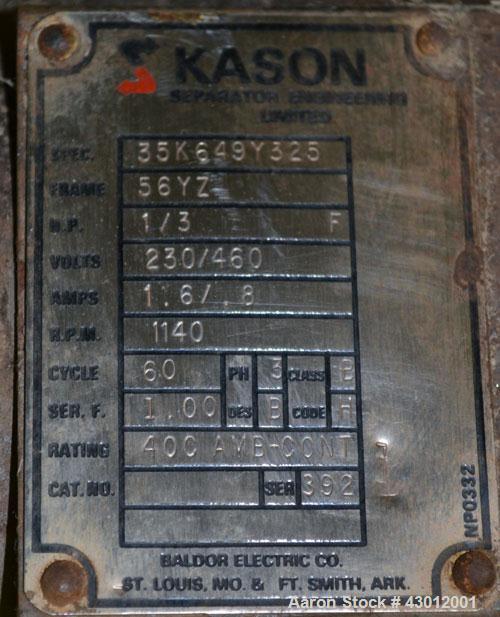 KASON
SEPARATOR ENGINEERING
LIMITED
SPEC. 35K649Y325
FRAME 56YZ
H.P. 1/3 F
VOLTS 230/460
AMPS 1.6/.8
R.P.M. 1140
CYCLE 60 PH 3 CLASS B
SER. F. 1.00 DES B CODE H
RATING 40C AMB-CONT
CAT. NO. SER 392
NP0332
BALDOR ELECTRIC CO.
ST. LOUIS, MO. & FT. SMITH, ARK.
Aaron Stock # 43012001